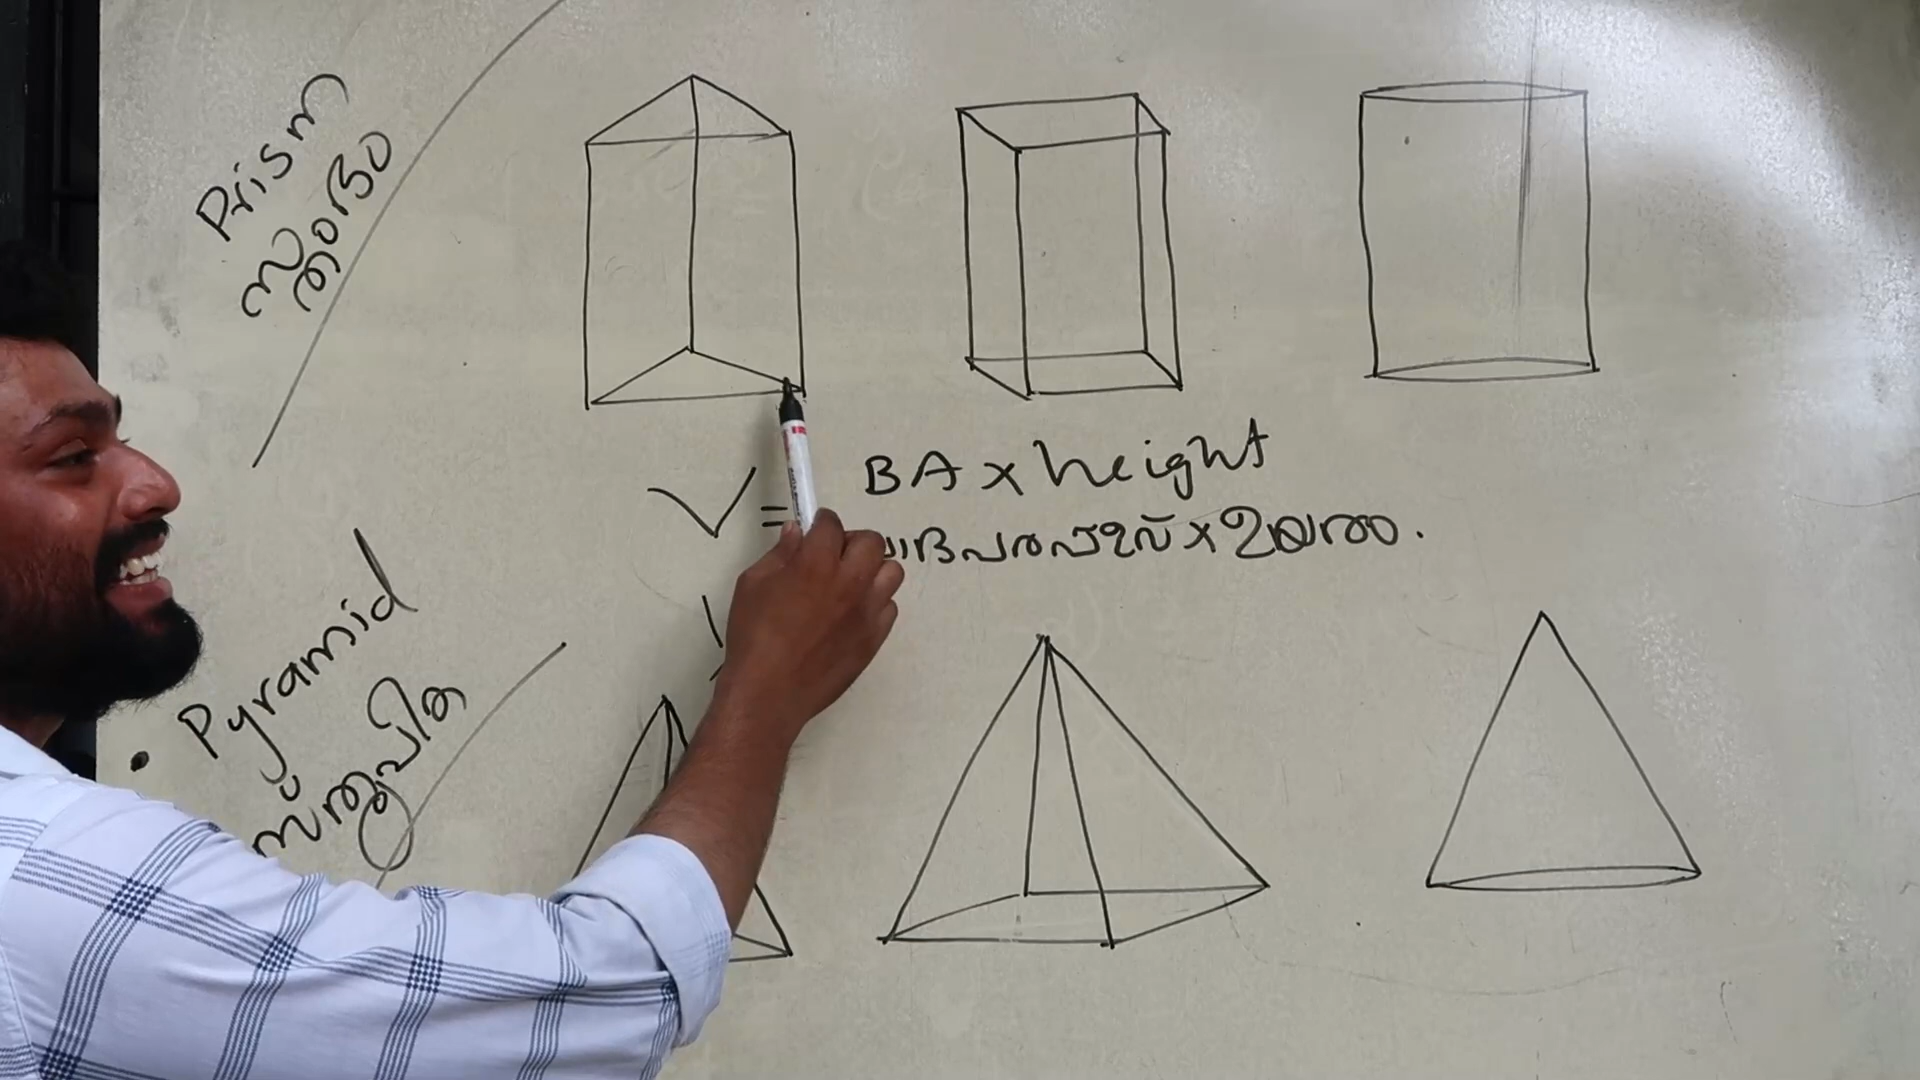 Prism
സ്തംഭം
V = BA x height
പാദപരപ്പളവ് x ഉയരം.
• Pyramid
സ്തൂപിക